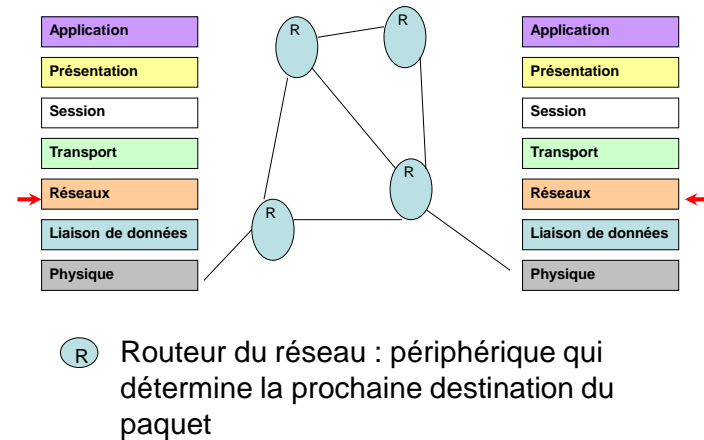 Application
Présentation
Session
Transport
Réseaux
Liaison de données
Physique
R
R
R
R
Application
Présentation
Session
Transport
Réseaux
Liaison de données
Physique
R
Routeur du réseau : périphérique qui
détermine la prochaine destination du
paquet